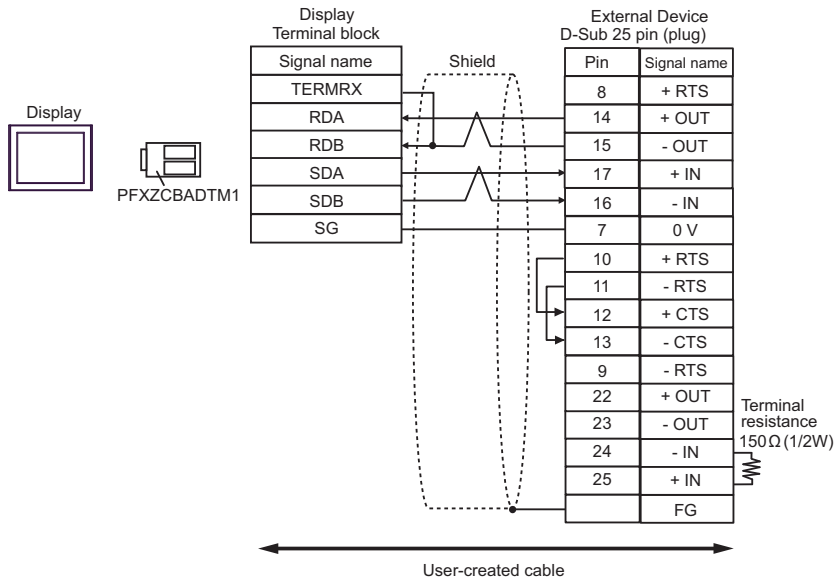 Display
Terminal block
External Device
D-Sub 25 pin (plug)
Signal name
Shield
Pin
Signal name
TERMRX
8
+ RTS
Display
RDA
14
+ OUT
RDB
15
- OUT
SDA
17
+ IN
PFXZCBADTM1
SDB
16
- IN
SG
7
0 V
10
+ RTS
11
- RTS
12
+ CTS
13
- CTS
9
- RTS
22
+ OUT
23
- OUT
24
- IN
25
+ IN
FG
Terminal
resistance
150Ω(1/2W)
User-created cable